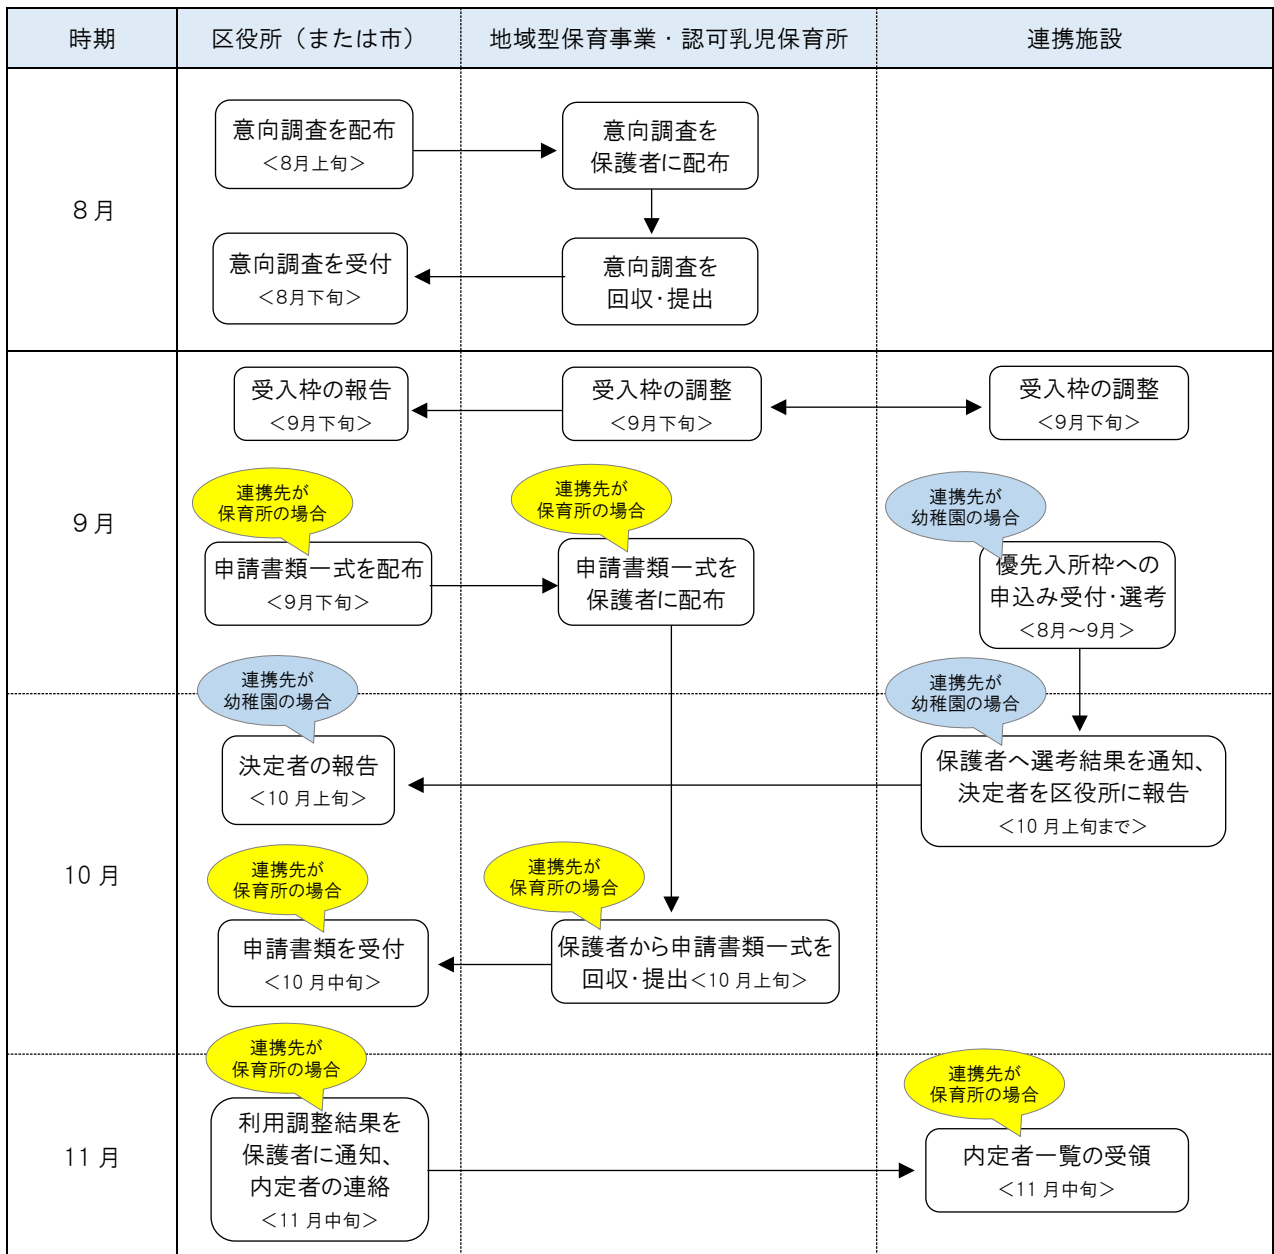 時期
区役所（または市）
地域型保育事業・認可乳児保育所
連携施設
8月
意向調査を配布
＜8月上旬＞
意向調査を
保護者に配布
意向調査を受付
＜8月下旬＞
意向調査を
回収・提出
9月
受入枠の報告
＜9月下旬＞
受入枠の調整
＜9月下旬＞
受入枠の調整
＜9月下旬＞
連携先が
保育所の場合
申請書類一式を配布
＜9月下旬＞
連携先が
保育所の場合
申請書類一式を
保護者に配布
連携先が
幼稚園の場合
優先入所枠への
申込み受付・選考
＜8月～9月＞
10月
連携先が
幼稚園の場合
決定者の報告
＜10月上旬＞
連携先が
幼稚園の場合
保護者へ選考結果を通知、
決定者を区役所に報告
＜10月上旬まで＞
連携先が
保育所の場合
申請書類を受付
＜10月中旬＞
連携先が
保育所の場合
保護者から申請書類一式を
回収・提出＜10月上旬＞
11月
連携先が
保育所の場合
利用調整結果を
保護者に通知、
内定者の連絡
＜11月中旬＞
連携先が
保育所の場合
内定者一覧の受領
＜11月中旬＞